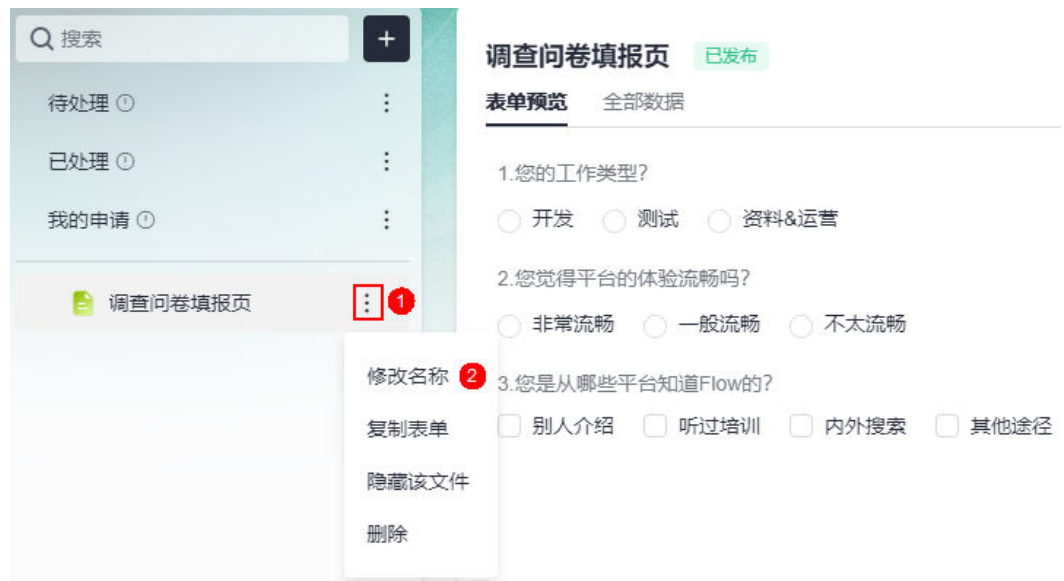 搜索
+
待处理
已处理
我的申请
调查问卷填报页
1
修改名称 2
复制表单
隐藏该文件
删除
调查问卷填报页 已发布
表单预览 全部数据
1.您的工作类型?
开发 测试 资料&运营
2.您觉得平台的体验流畅吗?
非常流畅 一般流畅 不太流畅
3.您是从哪些平台知道Flow的?
别人介绍 听过培训 内外搜索 其他途径